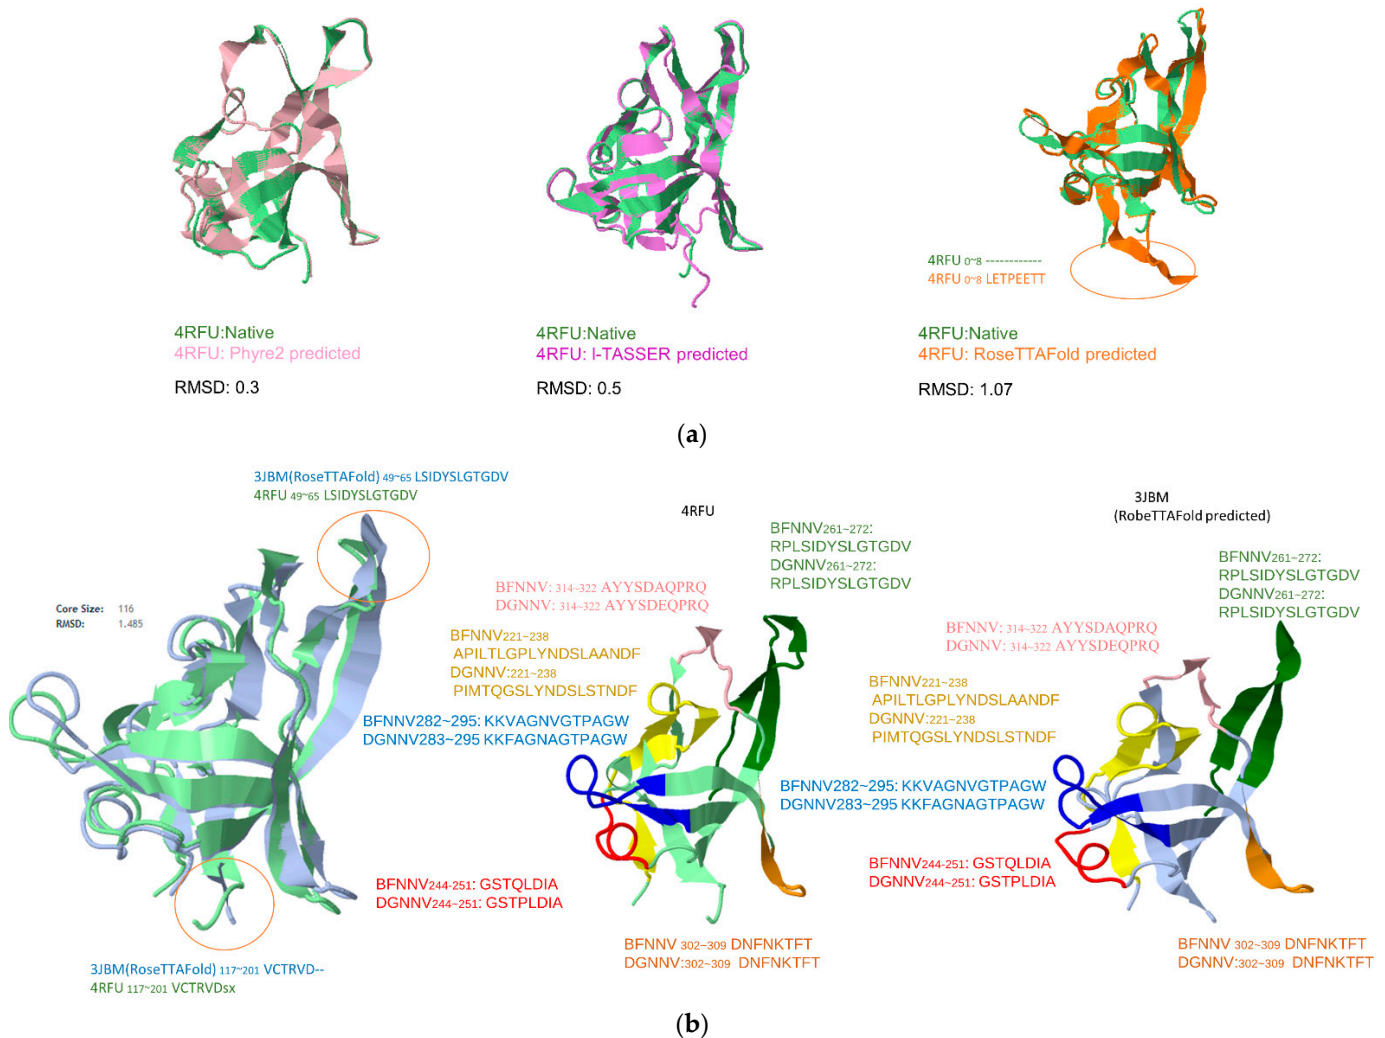 4RFU 0~8 ------------
4RFU 0~8 LETPEETT
4RFU:Native
4RFU: Phyre2 predicted
RMSD: 0.3
4RFU:Native
4RFU: I-TASSER predicted
RMSD: 0.5
4RFU:Native
4RFU: RoseTTAFold predicted
RMSD: 1.07
(a)
3JBM(RoseTTAFold) 49~65 LSIDYSLGTGDV
4RFU 49~65 LSIDYSLGTGDV
Core Size: 116
RMSD: 1.485
3JBM(RoseTTAFold) 117~201 VCTRVD--
4RFU 117~201 VCTRVDsx
4RFU
BFNNV261~272:
RPLSIDYSLGTGDV
DGNNV261~272:
RPLSIDYSLGTGDV
BFNNV: 314~322 AYYSDAQPRQ
DGNNV: 314~322 AYYSDEQPRQ
BFNNV221~238
APILTLGPLYNDSLAANDF
DGNNV:221~238
PIMTQGSLYNDSLSTNDF
BFNNV282~295: KKVAGNVGTPAGW
DGNNV283~295 KKFAGNAGTPAGW
BFNNV244-251: GSTQLDIA
DGNNV244~251: GSTPLDIA
BFNNV 302~309 DNFNKTFT
DGNNV:302~309 DNFNKTFT
3JBM
(RobeTTAFold predicted)
BFNNV261~272:
RPLSIDYSLGTGDV
DGNNV261~272:
RPLSIDYSLGTGDV
BFNNV: 314~322 AYYSDAQPRQ
DGNNV: 314~322 AYYSDEQPRQ
BFNNV221~238
APILTLGPLYNDSLAANDF
DGNNV:221~238
PIMTQGSLYNDSLSTNDF
BFNNV282~295: KKVAGNVGTPAGW
DGNNV283~295 KKFAGNAGTPAGW
BFNNV244-251: GSTQLDIA
DGNNV244~251: GSTPLDIA
BFNNV 302~309 DNFNKTFT
DGNNV:302~309 DNFNKTFT
(b)